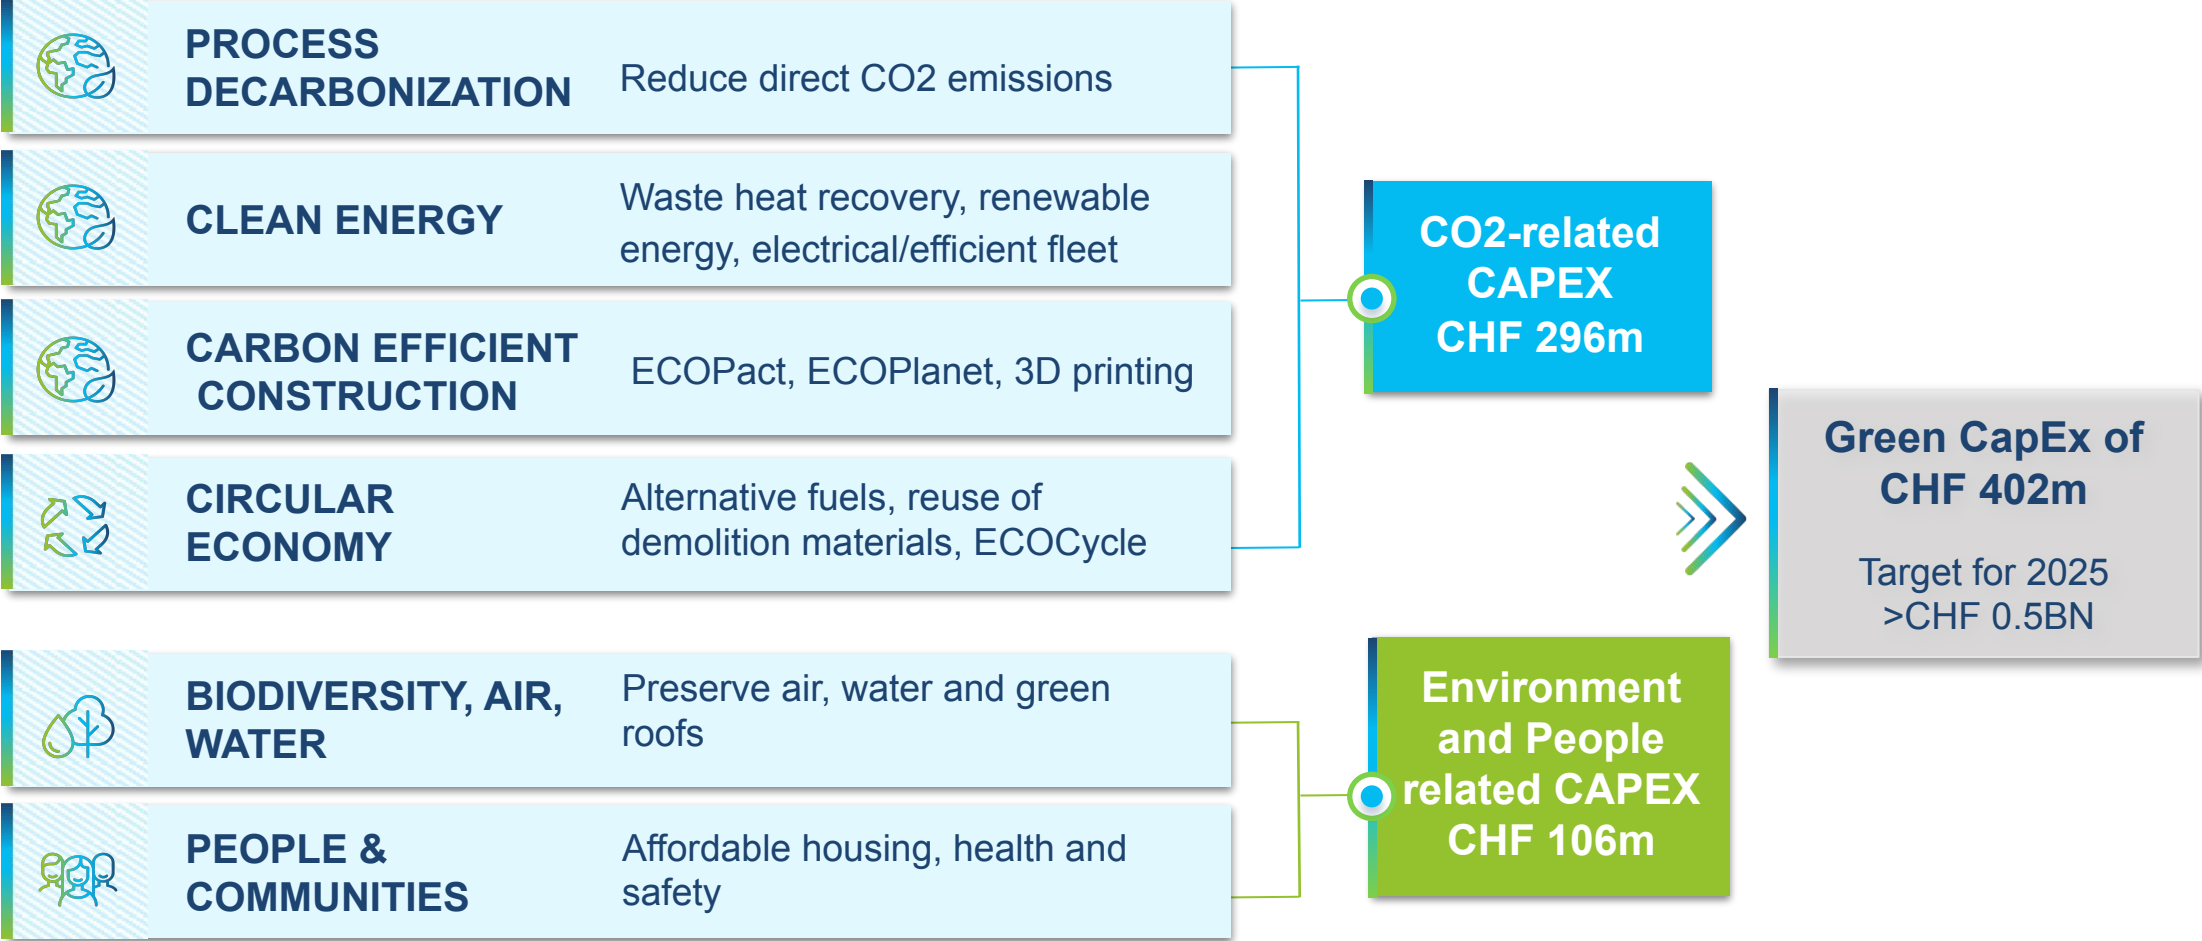 PROCESS
DECARBONIZATION
Reduce direct CO2 emissions
CLEAN ENERGY
Waste heat recovery, renewable
energy, electrical/efficient fleet
CARBON EFFICIENT
CONSTRUCTION
ECOPact, ECOPlanet, 3D printing
CIRCULAR
ECONOMY
Alternative fuels, reuse of
demolition materials, ECOCycle
CO2-related
CAPEX
CHF 296m
BIODIVERSITY, AIR,
WATER
Preserve air, water and green
roofs
PEOPLE &
COMMUNITIES
Affordable housing, health and
safety
Environment
and People
related CAPEX
CHF 106m
Green CapEx of
CHF 402m
Target for 2025
>CHF 0.5BN